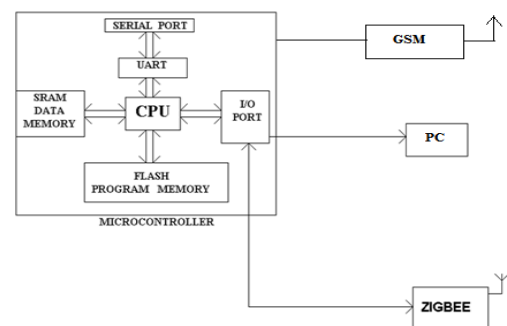 SERIAL PORT
GSM
UART
SRAM
DATA
MEMORY
CPU
I/O
PORT
PC
FLASH
PROGRAM MEMORY
MICROCONTROLLER
ZIGBEE